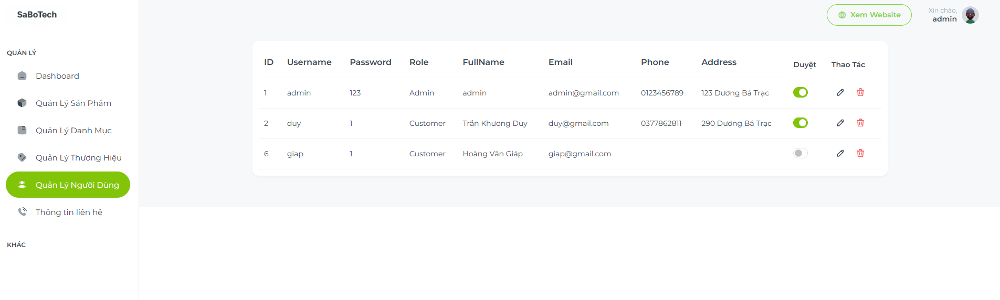 SaBoTech
Xem Website
Xin chào,
admin
QUẢN LÝ
Dashboard
Quản Lý Sản Phẩm
Quản Lý Danh Mục
Quản Lý Thương Hiệu
Quản Lý Người Dùng
Thông tin liên hệ
KHÁC
ID Username Password Role FullName Email Phone Address Duyệt Thao Tác
1 admin 123 Admin admin admin@gmail.com 0123456789 123 Dương Bá Trạc
2 duy 1 Customer Trần Khương Duy duy@gmail.com 0377862811 290 Dương Bá Trạc
6 giap 1 Customer Hoàng Văn Giáp giap@gmail.com